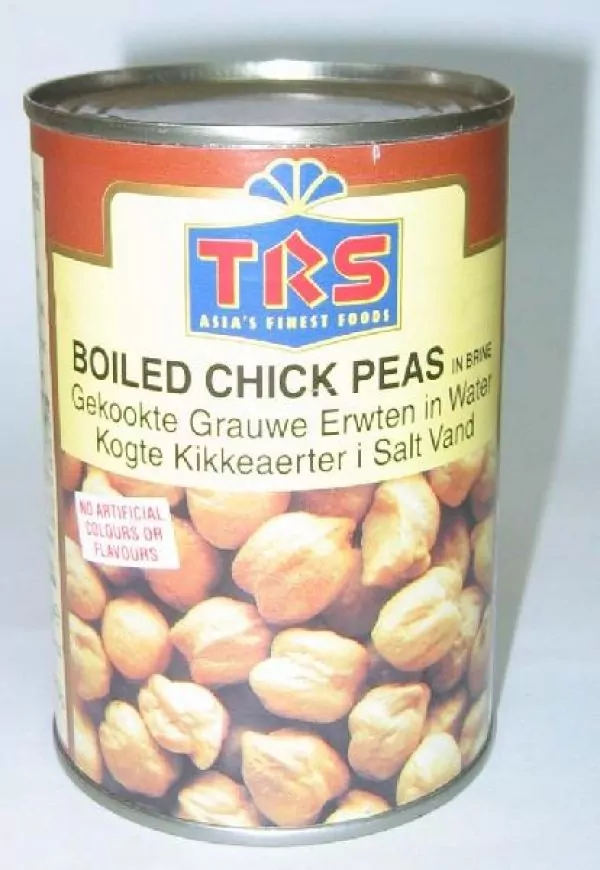 TRS
ASIA'S FINEST FOODS
BOILED CHICK PEAS IN BRINE
Gekookte Grauwe Erwten in Water
Kogte Kikkeaerter i Salt Vand
NO ARTIFICIAL
COLOURS OR
FLAVOURS